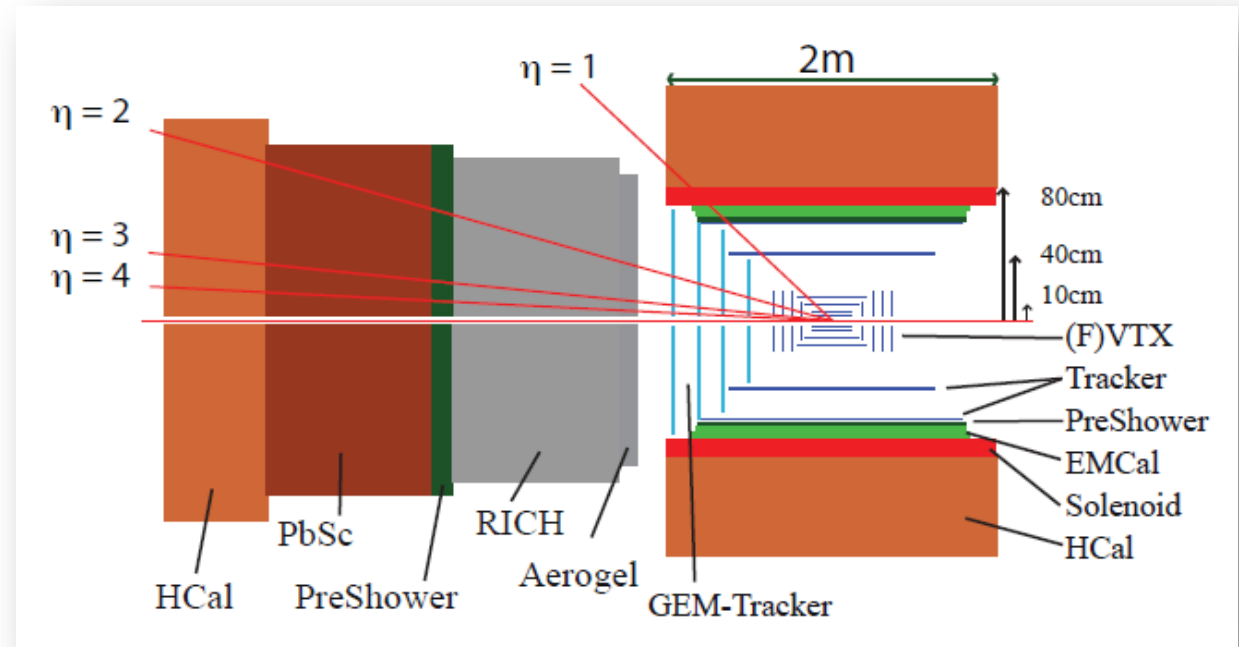 η = 1
2m
η = 2
80cm
η = 3
40cm
η = 4
10cm
(F)VTX
Tracker
PreShower
EMCal
Solenoid
HCal
RICH
PbSc
Aerogel
HCal
PreShower
GEM-Tracker